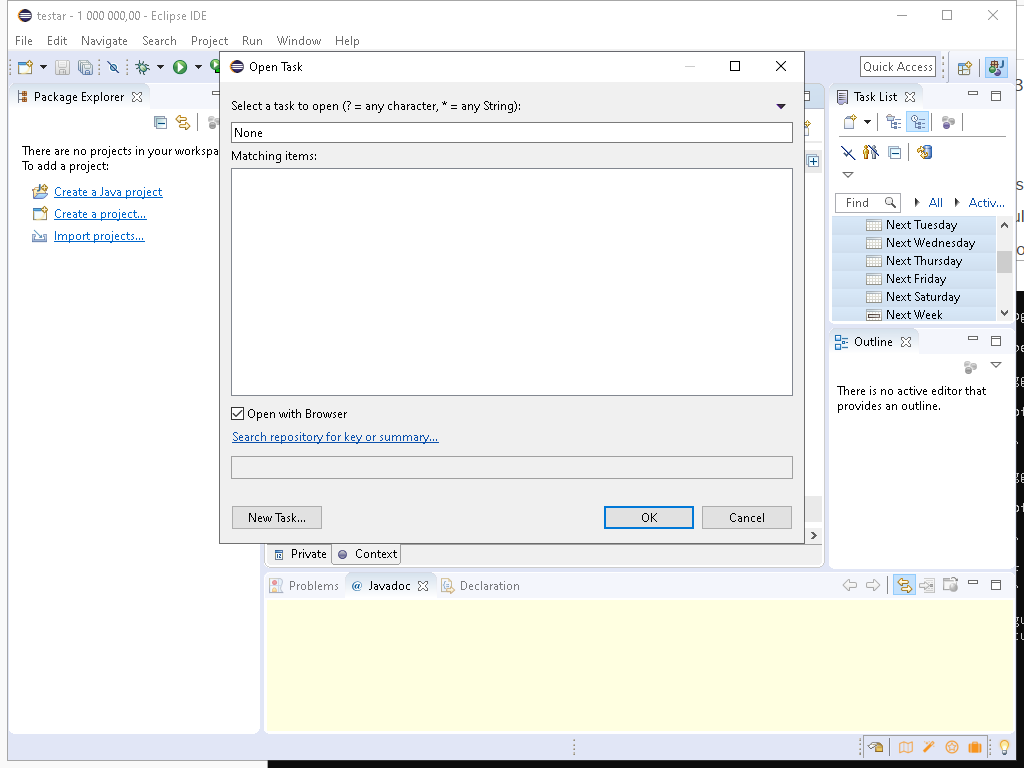 testar - 1 000 000,00 - Eclipse IDE
File Edit Navigate Search Project Run Window Help
Quick Access
Open Task
Select a task to open (? = any character, * = any String):
None
Matching items:
Open with Browser
Search repository for key or summary...
New Task...
OK
Cancel
Package Explorer
There are no projects in your workspa
To add a project:
Create a Java project
Create a project...
Import projects...
Task List
Find
All
Activ...
Next Tuesday
Next Wednesday
Next Thursday
Next Friday
Next Saturday
Next Week
Outline
There is no active editor that
provides an outline.
Private
Context
Problems
@ Javadoc
Declaration